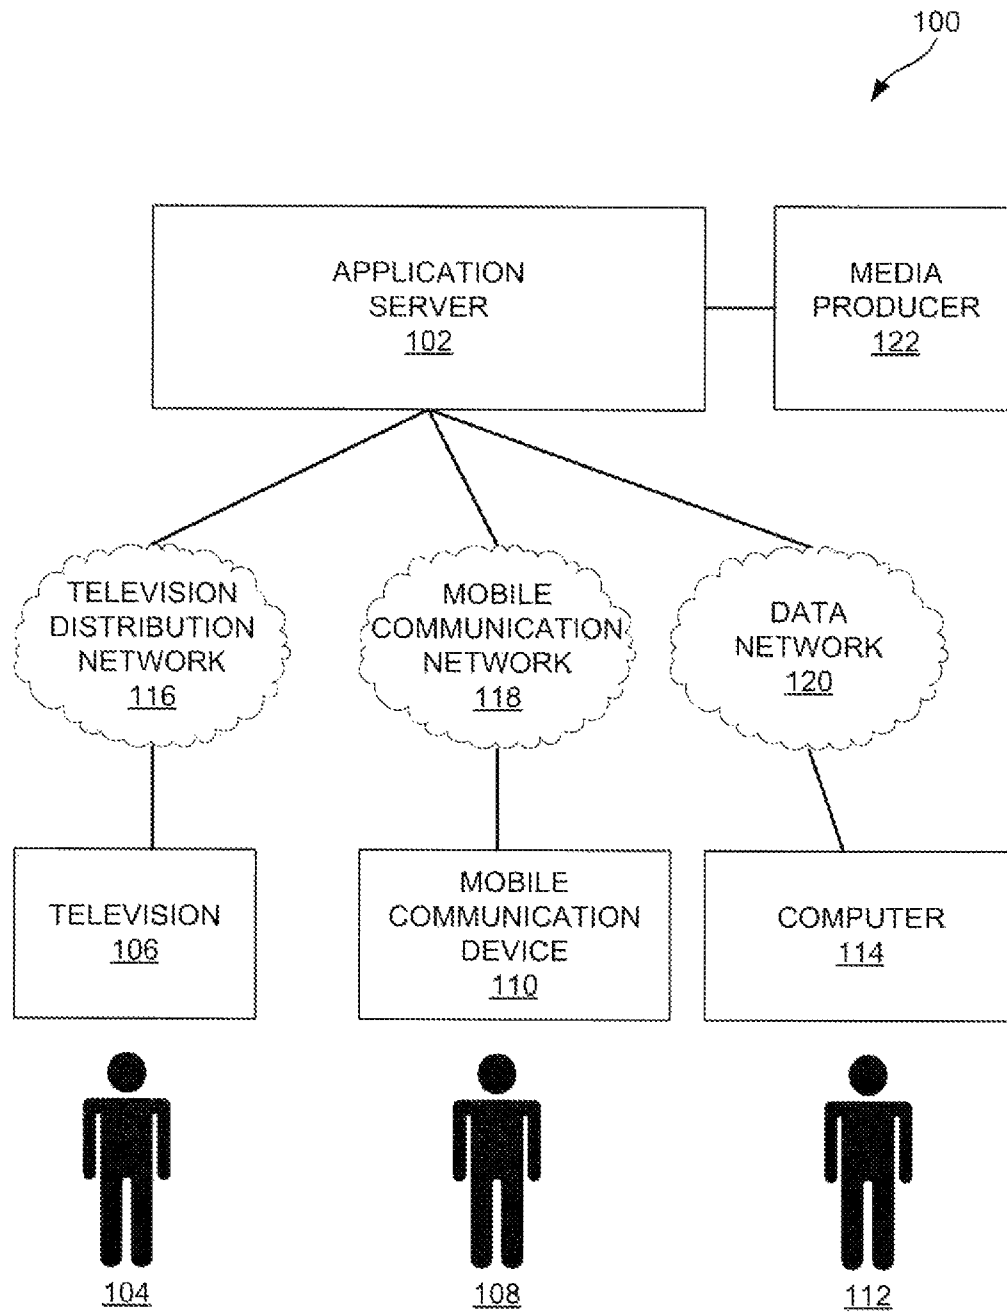 100
APPLICATION
SERVER
102
MEDIA
PRODUCER
122
TELEVISION
DISTRIBUTION
NETWORK
116
MOBILE
COMMUNICATION
NETWORK
118
DATA
NETWORK
120
TELEVISION
106
MOBILE
COMMUNICATION
DEVICE
110
COMPUTER
114
104
108
112